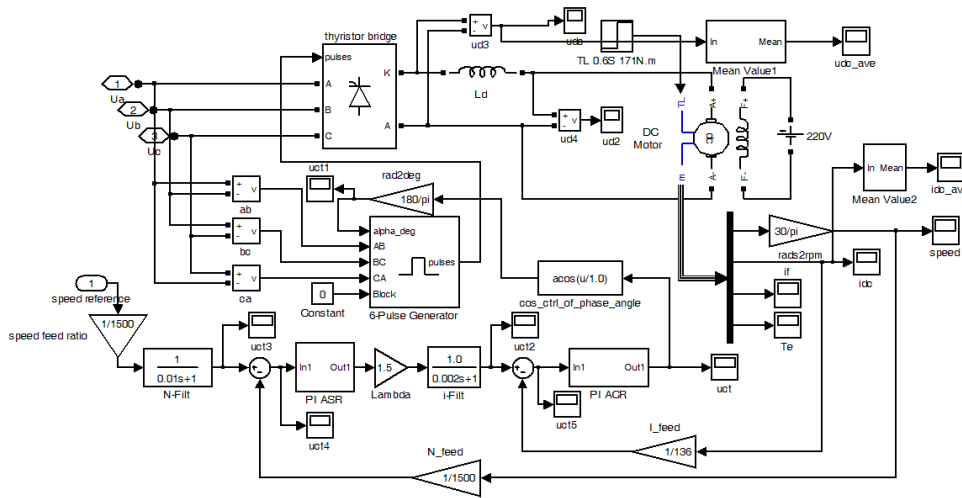 thyristor bridge
pulses
A
B
C
K
A
1
Ua
2
Ub
3
Uc
+
-
v
ud3
udc
Ld
TL 0.6S 171N.m
In
Mean
Mean Value1
udc_ave
+
-
v
ud4
ud2
DC
Motor
TL
m
A+
A-
F+
F-
220V
In
Mean
Mean Value2
idc_av
+
-
v
ab
+
-
v
bc
+
-
v
ca
uct1
rad2deg
180/pi
alpha_deg
AB
BC
CA
Block
pulses
6-Pulse Generator
0
Constant
acos(u/1.0)
cos_ctrl_of_phase_angle
30/pi
rads2rpm
speed
idc
if
Te
1
speed reference
1/1500
speed feed ratio
1
0.01s+1
N-Filt
uct3
+
-
uct4
In1
Out1
PI ASR
1.5
Lambda
1.0
0.002s+1
i-Filt
uct2
+
-
uct5
In1
Out1
PI ACR
uct
I_feed
1/136
N_feed
1/1500